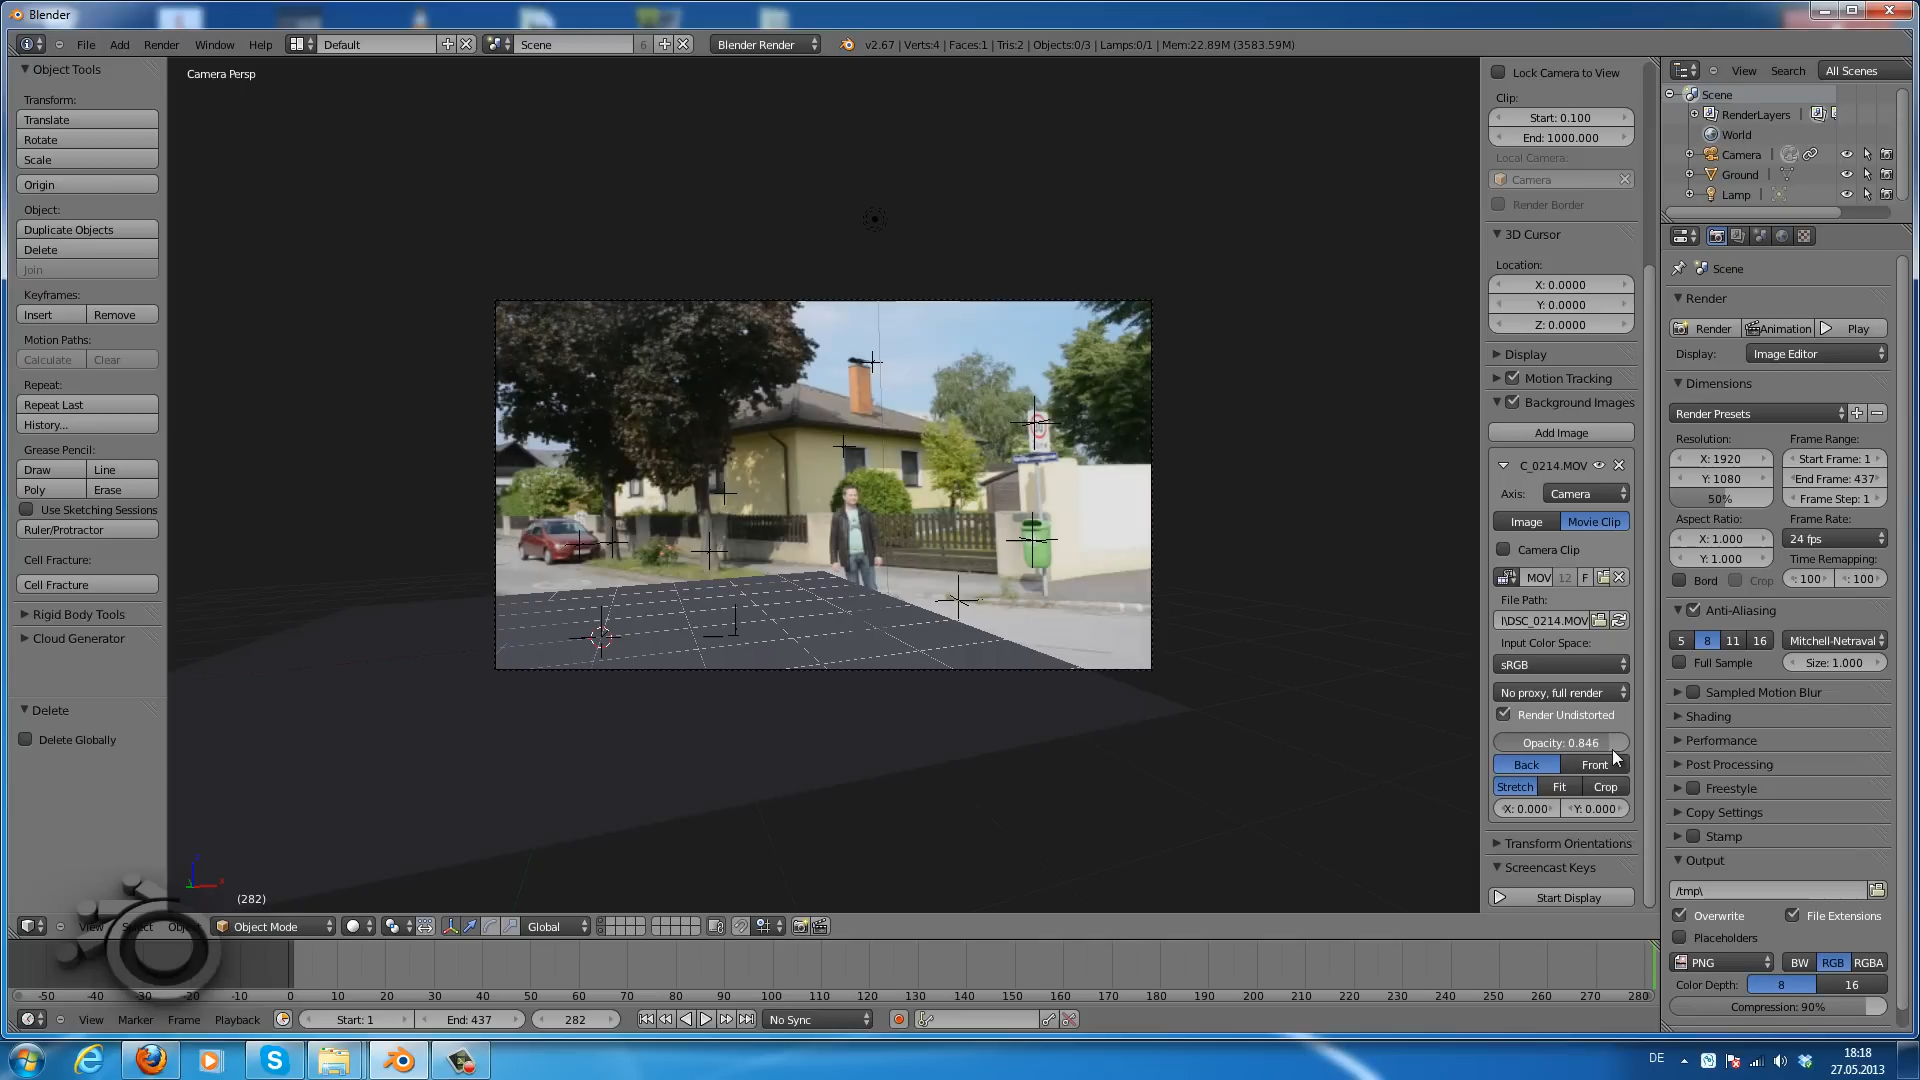 Blender
File Add Render Window Help Default Scene 6 Blender Render v2.67 | Verts:4 | Faces:1 | Tris:2 | Objects:0/3 | Lamps:0/1 | Mem:22.89M (3583.59M)
Object Tools
Transform:
Translate
Rotate
Scale
Origin
Object:
Duplicate Objects
Delete
Join
Keyframes:
Insert Remove
Motion Paths:
Calculate Clear
Repeat:
Repeat Last
History...
Grease Pencil:
Draw Line
Poly Erase
Use Sketching Sessions
Ruler/Protractor
Cell Fracture:
Cell Fracture
Rigid Body Tools
Cloud Generator
Delete
Delete Globally
Camera Persp
(282)
Lock Camera to View
Clip:
Start: 0.100
End: 1000.000
Local Camera:
Camera
Render Border
3D Cursor
Location:
X: 0.0000
Y: 0.0000
Z: 0.0000
Display
Motion Tracking
Background Images
Add Image
C_0214.MOV
Axis: Camera
Image Movie Clip
Camera Clip
MOV 12 F
File Path:
I\DSC_0214.MOV
Input Color Space:
sRGB
No proxy, full render
Render Undistorted
Opacity: 0.846
Back Front
Stretch Fit Crop
X: 0.000 Y: 0.000
Transform Orientations
Screencast Keys
Start Display
View Search All Scenes
Scene
RenderLayers
World
Camera
Ground
Lamp
Scene
Render
Render Animation Play
Display: Image Editor
Dimensions
Render Presets
Resolution: Frame Range:
X: 1920 Start Frame: 1
Y: 1080 End Frame: 437
50% Frame Step: 1
Aspect Ratio: Frame Rate:
X: 1.000 24 fps
Y: 1.000 Time Remapping:
Bord Crop : 100 : 100
Anti-Aliasing
5 8 11 16 Mitchell-Netraval
Full Sample Size: 1.000
Sampled Motion Blur
Shading
Performance
Post Processing
Freestyle
Copy Settings
Stamp
Output
/tmp\
Overwrite File Extensions
Placeholders
PNG BW RGB RGBA
Color Depth: 8 16
Compression: 90%
View Select Object Object Mode Global
-50 -40 -30 -20 -10 0 10 20 30 40 50 60 70 80 90 100 110 120 130 140 150 160 170 180 190 200 210 220 230 240 250 260 270 280
View Marker Frame Playback Start: 1 End: 437 282 No Sync
DE 18:18
27.05.2013